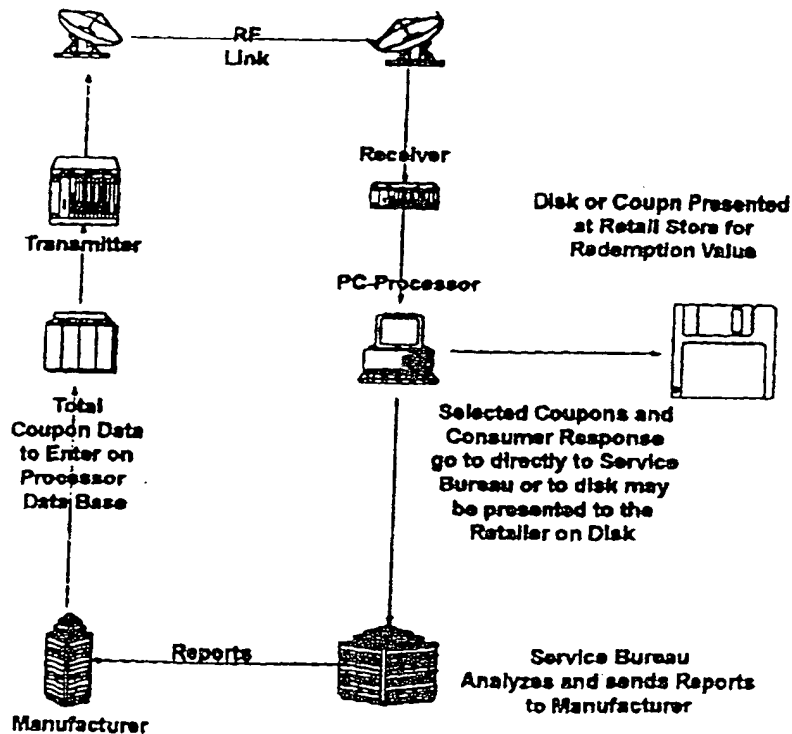 RF
Link
Receiver
Transmitter
Disk or Coupn Presented
at Retail Store for
Redemption Value
PC-Processor
Total
Coupon Data
to Enter on
Processor
Data Base
Selected Coupons and
Consumer Response
go to directly to Service
Bureau or to disk may
be presented to the
Retailer on Disk
Reports
Service Bureau
Analyzes and sends Reports
to Manufacturer
Manufacturer